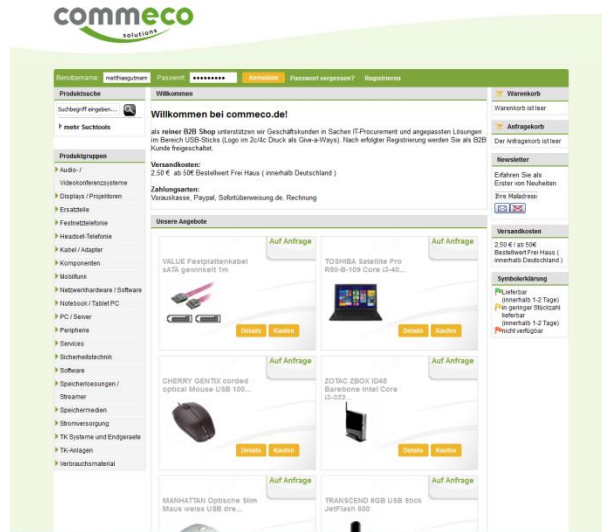 commeco
solutions
Benutzername matthiasgutmann Passwort ••••••••• Anmelden Passwort vergessen? Registrieren
Produktsuche
Suchbegriff eingeben...
mehr Suchtools
Produktgruppen
Audio- /
Videokonferenzsysteme
Displays / Projektoren
Ersatzteile
Festnetztelefonie
Headset-Telefonie
Kabel / Adapter
Komponenten
Mobilfunk
Netzwerkhardware / Software
Notebook / Tablet PC
PC / Server
Peripherie
Services
Sicherheitstechnik
Software
Speicherloesungen /
Streamer
Speichermedien
Stromversorgung
TK Systeme und Endgeraete
TK-Anlagen
Verbrauchsmaterial
Willkommen
Willkommen bei commeco.de!
als reiner B2B Shop unterstützen wir Geschäftskunden in Sachen IT-Procurement und angepassten Lösungen
im Bereich USB-Sticks (Logo im 2c/4c Druck als Give-a-Ways). Nach erfolgter Registrierung werden Sie als B2B
Kunde freigeschaltet.
Versandkosten:
2,50 € ab 50€ Bestellwert Frei Haus ( innerhalb Deutschland )
Zahlungsarten:
Vorauskasse, Paypal, Sofortüberweisung.de, Rechnung
Unsere Angebote
Auf Anfrage
VALUE Festplattenkabel
sATA gewinkelt 1m
Details Kaufen
Auf Anfrage
TOSHIBA Satellite Pro
R50-B-109 Core i3-40...
Details Kaufen
Auf Anfrage
CHERRY GENTIX corded
optical Mouse USB 100...
Details Kaufen
Auf Anfrage
ZOTAC ZBOX ID48
Barebone Intel Core
i3-322...
Details Kaufen
Auf Anfrage
MANHATTAN Optische Slim
Maus weiss USB dre...
Auf Anfrage
TRANSCEND 8GB USB Stick
JetFlash 600
Warenkorb
Warenkorb ist leer
Anfragekorb
Der Anfragekorb ist leer
Newsletter
Erfahren Sie als
Erster von Neuheiten
Ihre Mailadresse
Versandkosten
2,50 € / ab 50€
Bestellwert Frei Haus (
innerhalb Deutschland )
Symbolerklärung
Lieferbar
(innerhalb 1-2 Tage)
in geringer Stückzahl
lieferbar
(innerhalb 1-2 Tage)
nicht verfügbar